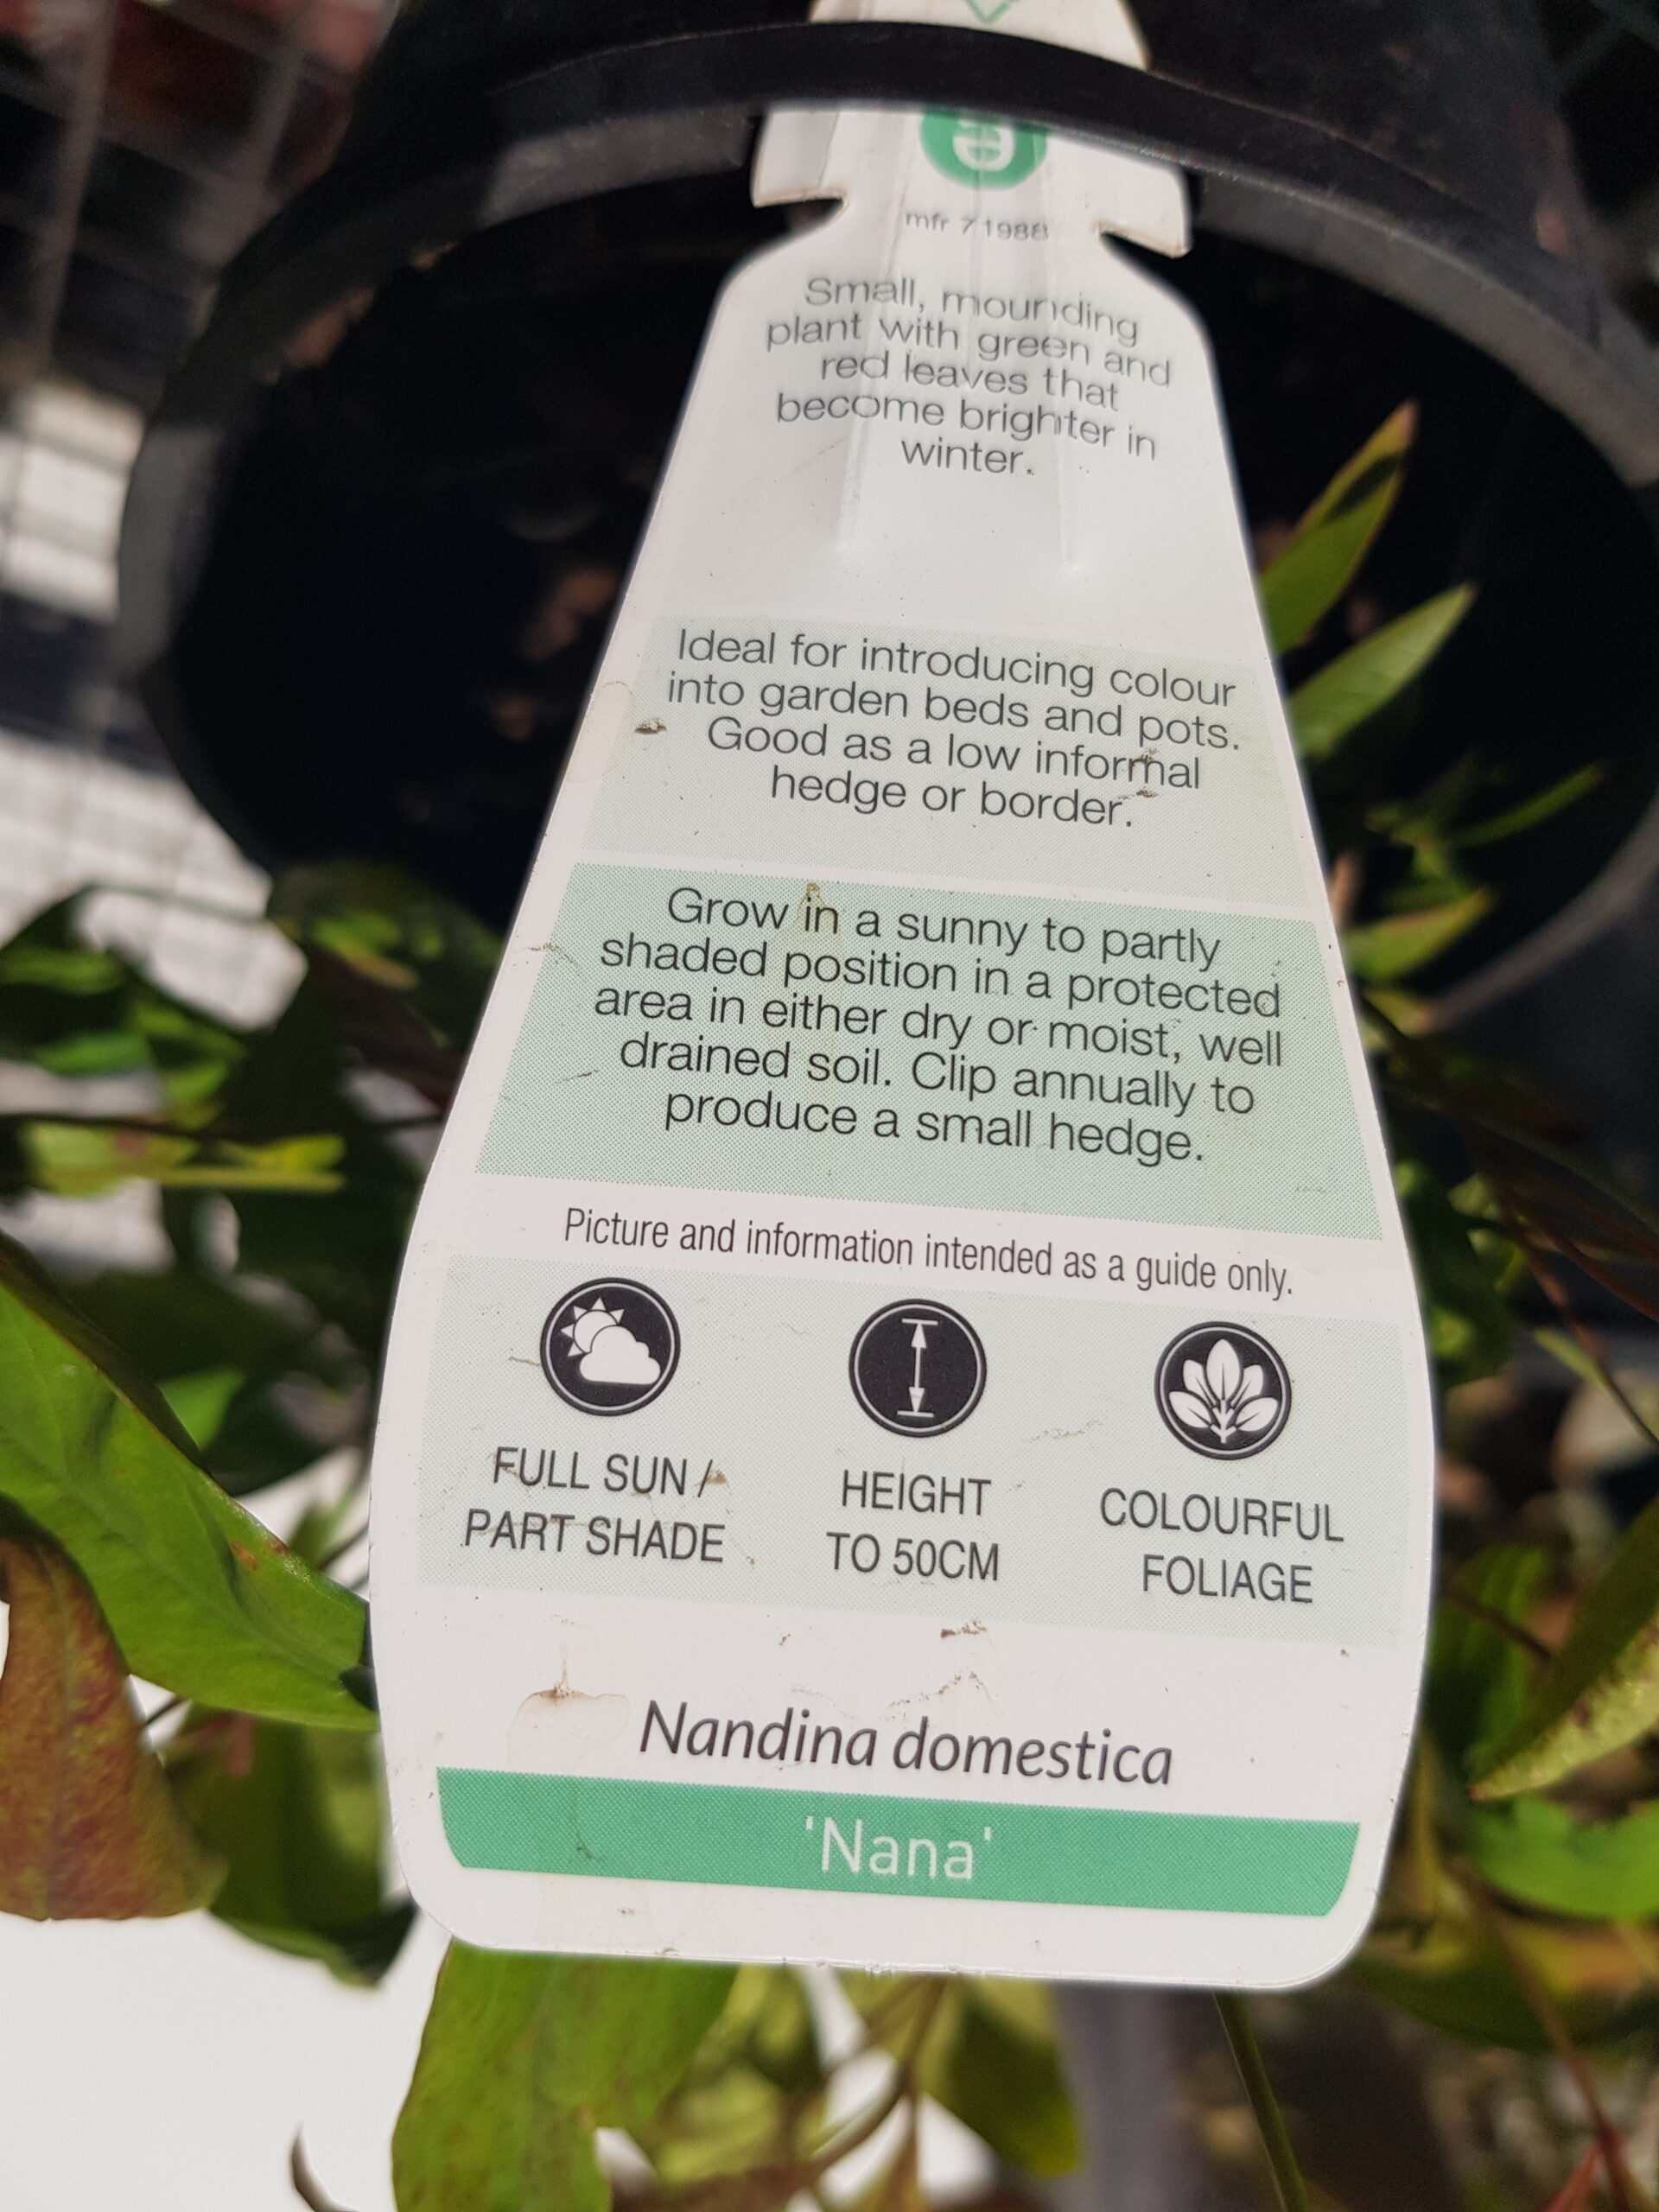 mfr 71988
Small, mounding
plant with green and
red leaves that
become brighter in
winter.
Ideal for introducing colour
into garden beds and pots.
Good as a low informal
hedge or border.
Grow in a sunny to partly
shaded position in a protected
area in either dry or moist, well
drained soil. Clip annually to
produce a small hedge.
Picture and information intended as a guide only.
FULL SUN /
PART SHADE
HEIGHT
TO 50CM
COLOURFUL
FOLIAGE
Nandina domestica
'Nana'